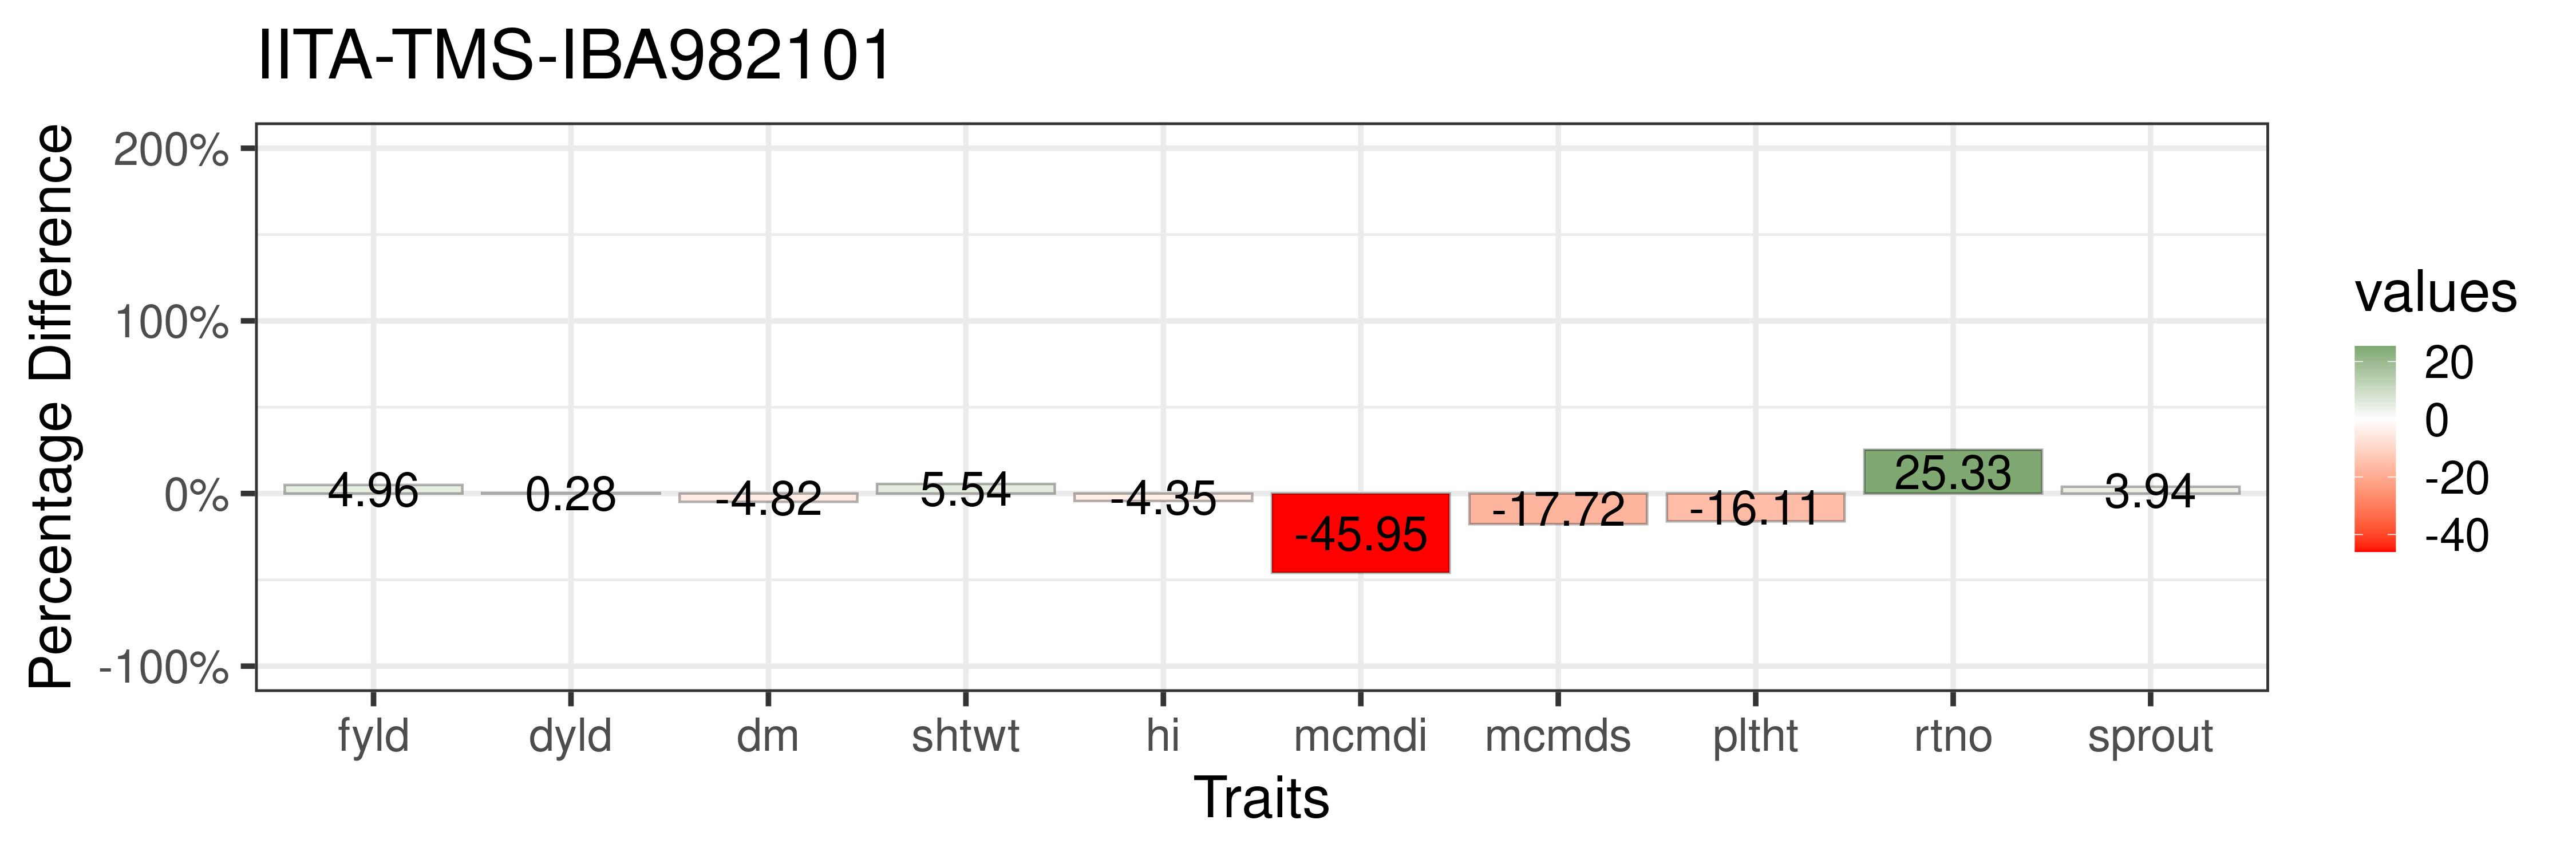 IITA-TMS-IBA982101
Percentage Difference
200%
100%
0%
-100%
4.96 0.28 -4.82 5.54 -4.35 -45.95 -17.72 -16.11 25.33 3.94
fyld dyld dm shtwt hi mcmdi mcmds pltht rtno sprout
Traits
values
20
0
-20
-40